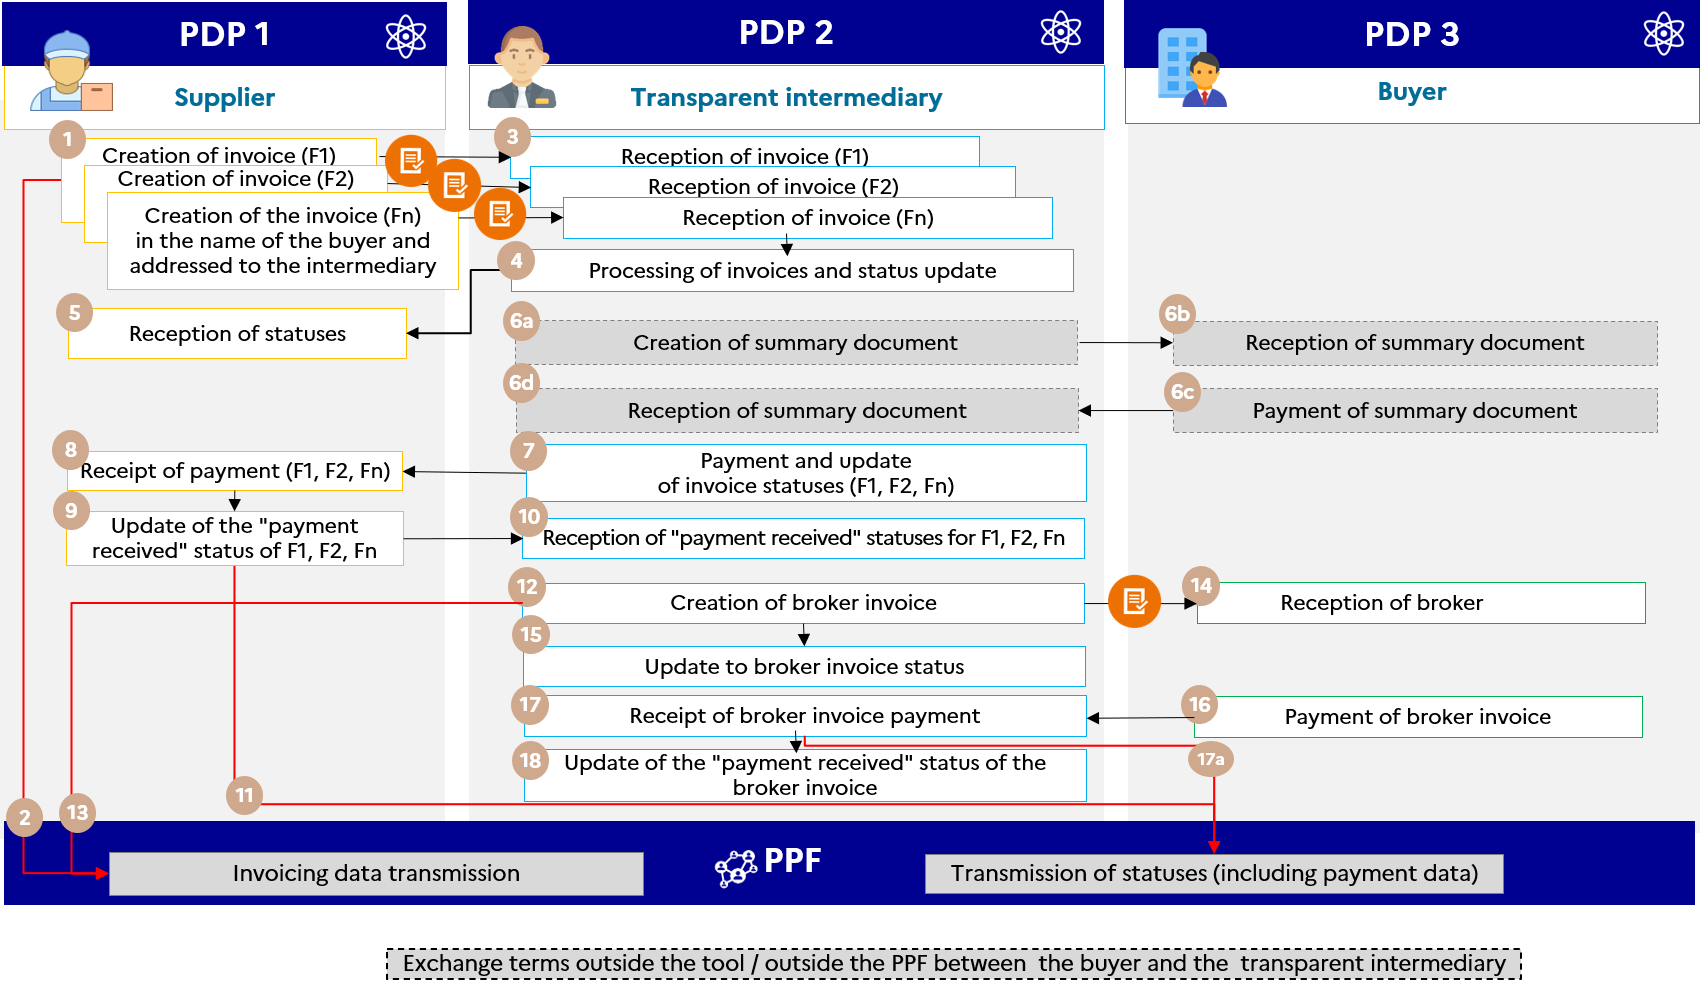 PDP 1
PDP 2
PDP 3
Supplier
Transparent intermediary
Buyer
1
Creation of invoice (F1)
Creation of invoice (F2)
Creation of the invoice (Fn)
in the name of the buyer and
addressed to the intermediary
3
Reception of invoice (F1)
Reception of invoice (F2)
Reception of invoice (Fn)
4
Processing of invoices and status update
5
Reception of statuses
6a
Creation of summary document
6b
Reception of summary document
6d
Reception of summary document
6c
Payment of summary document
8
Receipt of payment (F1, F2, Fn)
7
Payment and update
of invoice statuses (F1, F2, Fn)
9
Update of the "payment
received" status of F1, F2, Fn
10
Reception of "payment received" statuses for F1, F2, Fn
12
Creation of broker invoice
14
Reception of broker
15
Update to broker invoice status
17
Receipt of broker invoice payment
16
Payment of broker invoice
18
Update of the "payment received" status of the
broker invoice
17a
11
2
13
Invoicing data transmission
PPF
Transmission of statuses (including payment data)
Exchange terms outside the tool / outside the PPF between the buyer and the transparent intermediary